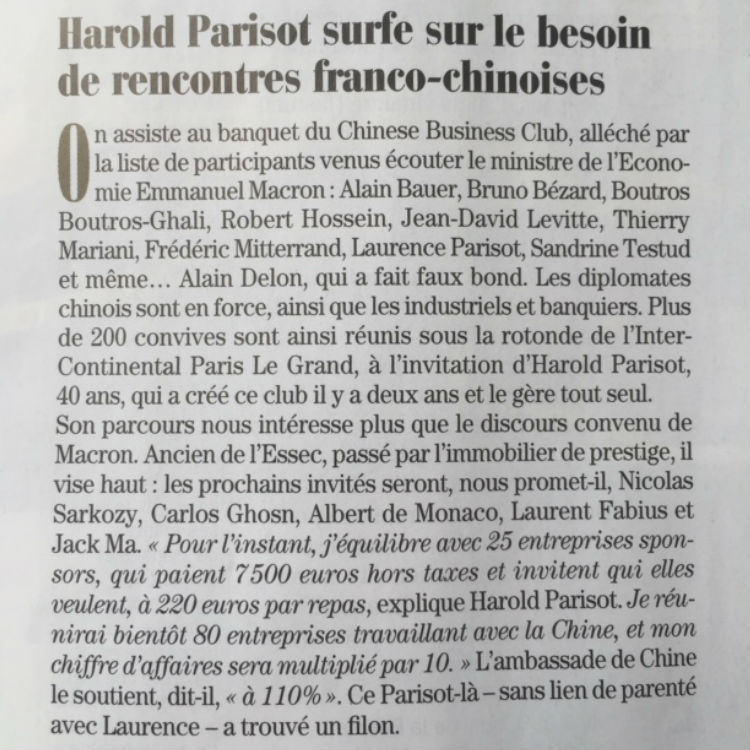 Harold Parisot surfe sur le besoin
de rencontres franco-chinoises
On assiste au banquet du Chinese Business Club, alléché par
la liste de participants venus écouter le ministre de l'Econo-
mie Emmanuel Macron : Alain Bauer, Bruno Bézard, Boutros
Boutros-Ghali, Robert Hossein, Jean-David Levitte, Thierry
Mariani, Frédéric Mitterrand, Laurence Parisot, Sandrine Testud
et même… Alain Delon, qui a fait faux bond. Les diplomates
chinois sont en force, ainsi que les industriels et banquiers. Plus
de 200 convives sont ainsi réunis sous la rotonde de l'Inter-
Continental Paris Le Grand, à l'invitation d'Harold Parisot,
40 ans, qui a créé ce club il y a deux ans et le gère tout seul.
Son parcours nous intéresse plus que le discours convenu de
Macron. Ancien de l'Essec, passé par l'immobilier de prestige, il
vise haut : les prochains invités seront, nous promet-il, Nicolas
Sarkozy, Carlos Ghosn, Albert de Monaco, Laurent Fabius et
Jack Ma. « Pour l'instant, j'équilibre avec 25 entreprises spon-
sors, qui paient 7500 euros hors taxes et invitent qui elles
veulent, à 220 euros par repas, explique Harold Parisot. Je réu-
nirai bientôt 80 entreprises travaillant avec la Chine, et mon
chiffre d'affaires sera multiplié par 10. » L'ambassade de Chine
le soutient, dit-il, « à 110% ». Ce Parisot-là – sans lien de parenté
avec Laurence – a trouvé un filon.